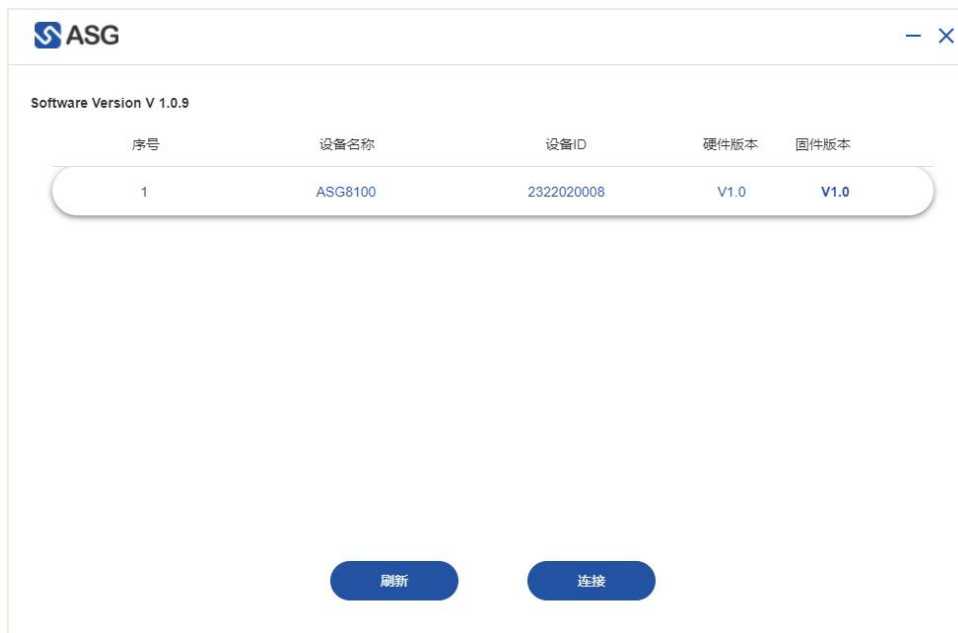 ASG
Software Version V 1.0.9
序号 设备名称 设备ID 硬件版本 固件版本
1 ASG8100 2322020008 V1.0 V1.0
刷新 连接